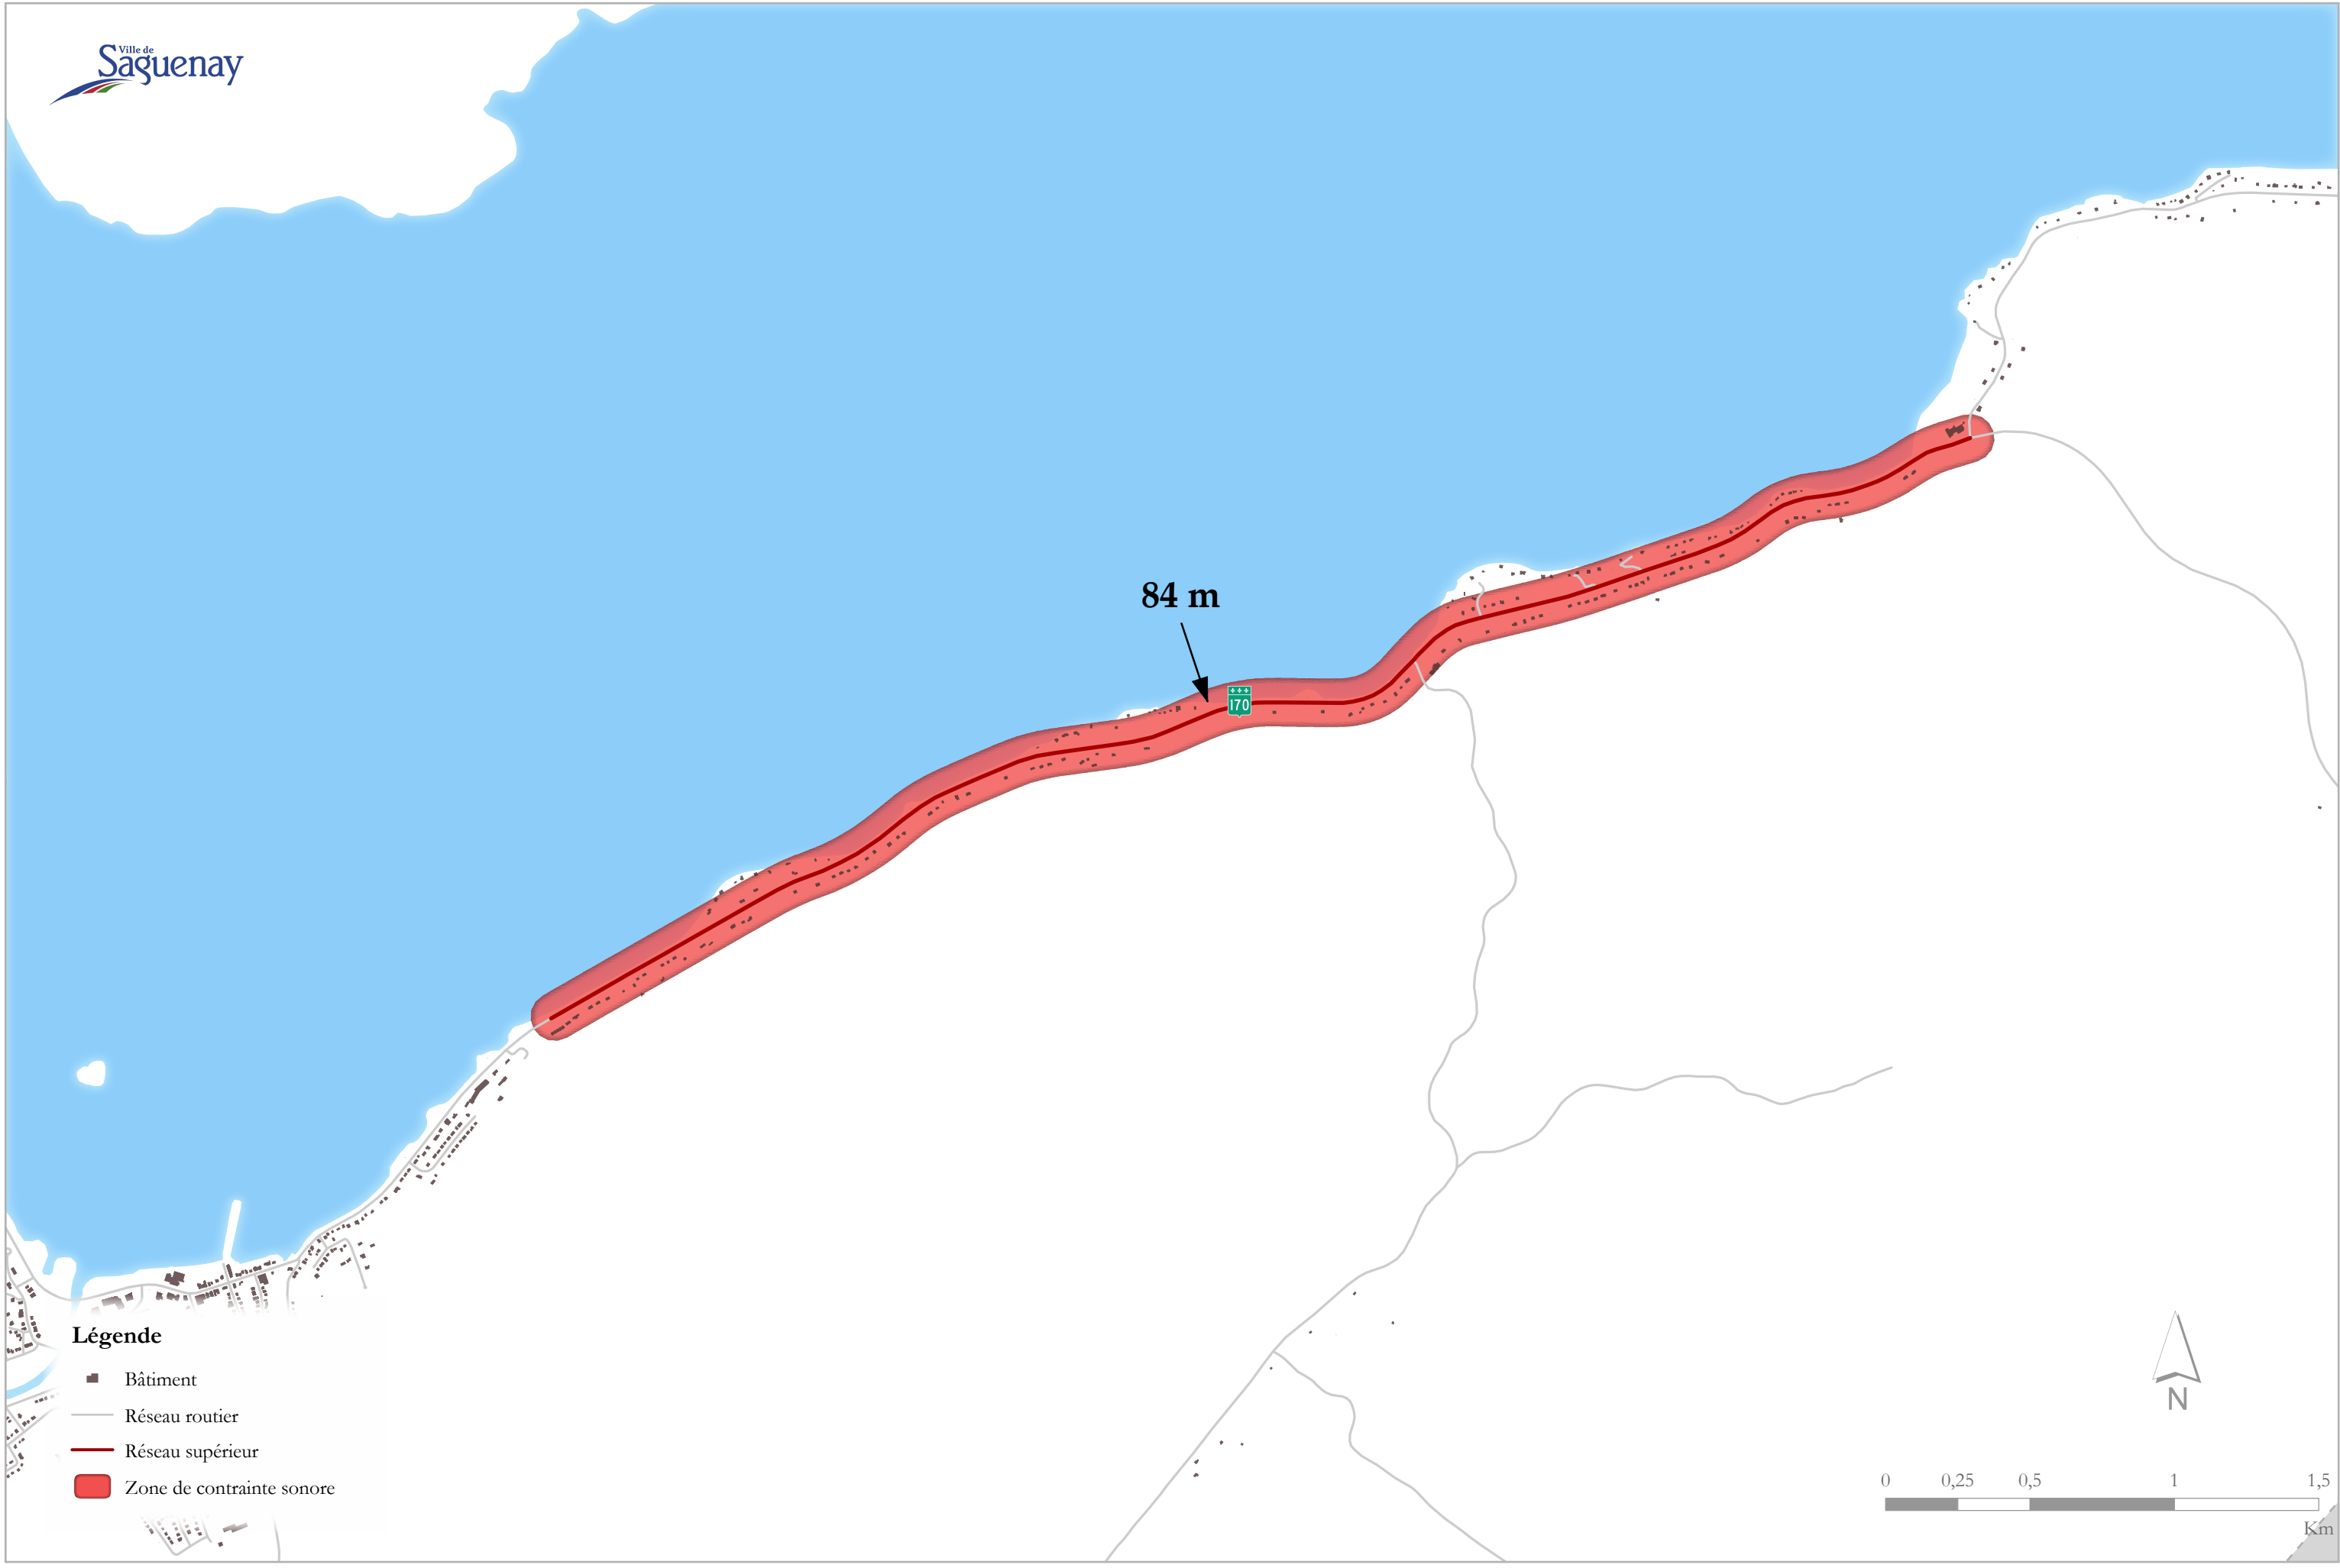 Ville de
Saguenay
84 m
170
Légende
Bâtiment
Réseau routier
Réseau supérieur
Zone de contrainte sonore
N
0 0,25 0,5 1 1,5
Km